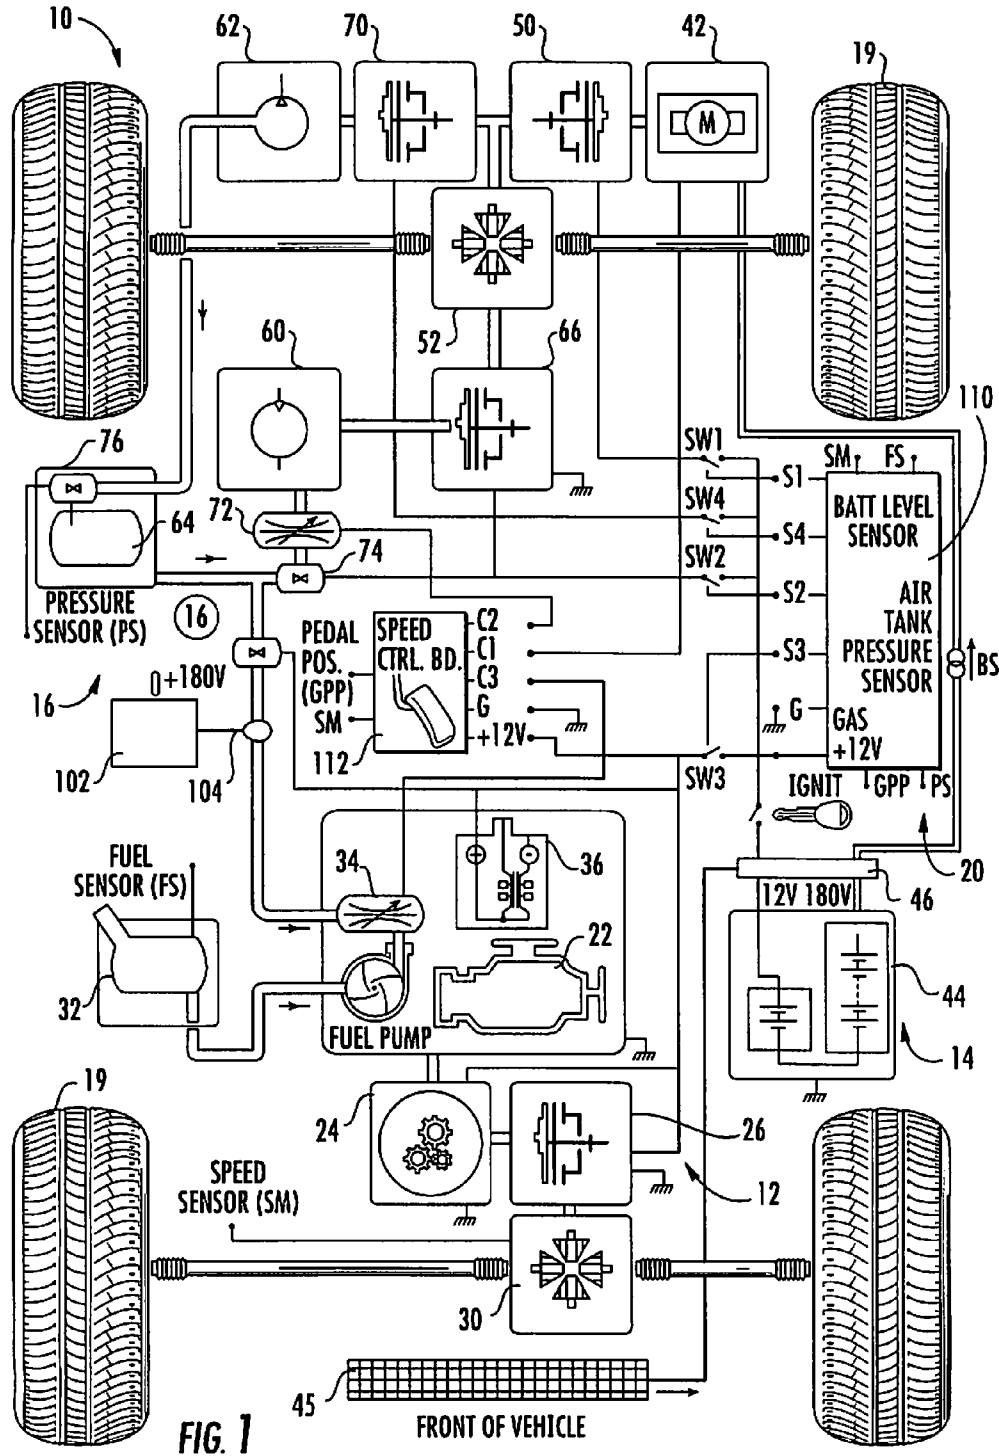 10
62
70
50
42
19
M
52
60
66
110
76
SW1
SM
FS
S1
BATT LEVEL
SENSOR
64
72
SW4
S4
74
SW2
S2
AIR
TANK
PRESSURE
SENSOR
PRESSURE
SENSOR (PS)
16
PEDAL
POS.
(GPP)
SM
SPEED
CTRL. BD.
C2
C1
C3
G
+12V
S3
BS
G
GAS
+12V
16
+180V
102
104
112
SW3
IGNIT
GPP
PS
20
FUEL
SENSOR (FS)
34
36
46
12V 180V
22
32
44
FUEL PUMP
14
19
24
26
12
SPEED
SENSOR (SM)
30
45
FRONT OF VEHICLE
FIG. 1